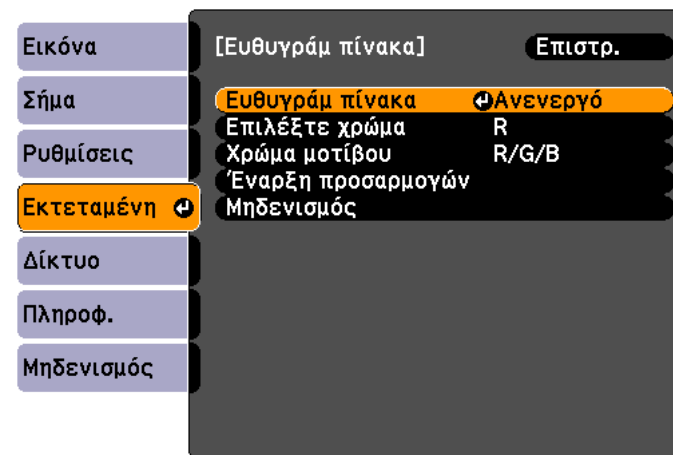 Εικόνα
Σήμα
Ρυθμίσεις
Εκτεταμένη
Δίκτυο
Πληροφ.
Μηδενισμός
[Ευθυγράμ πίνακα] Επιστρ.
Ευθυγράμ πίνακα Ανενεργό
Επιλέξτε χρώμα R
Χρώμα μοτίβου R/G/B
Έναρξη προσαρμογών
Μηδενισμός